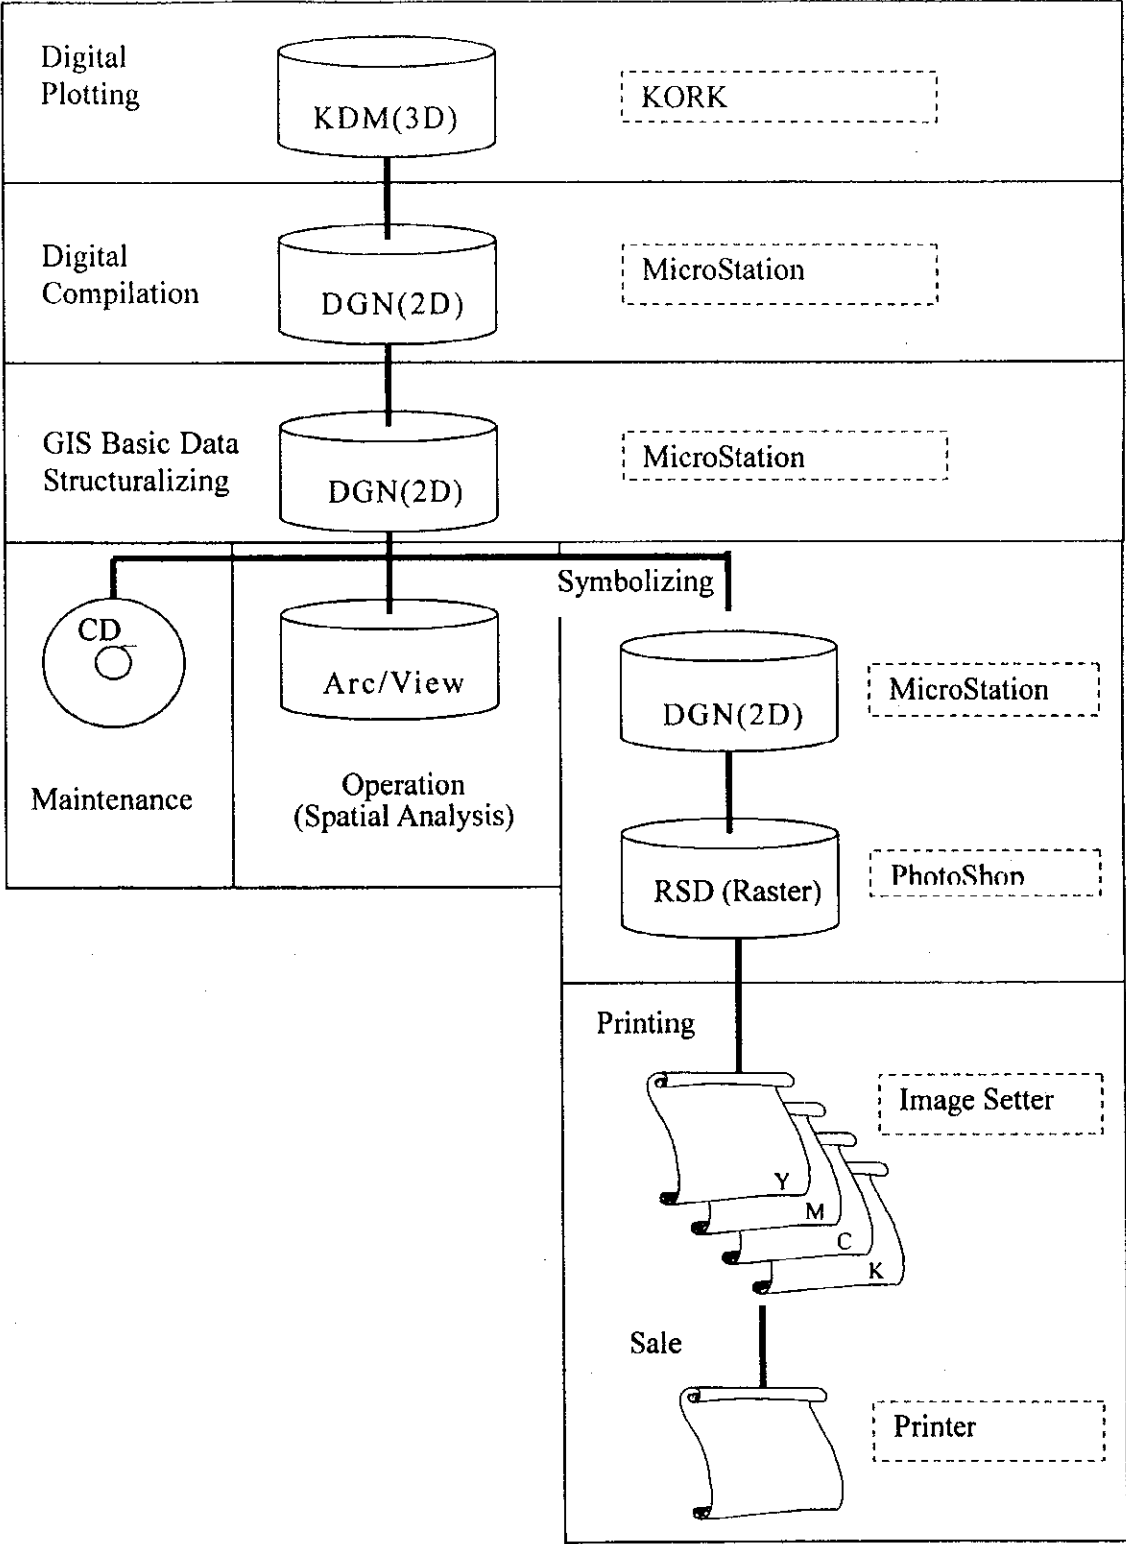 Digital
Plotting
KDM(3D)
KORK
Digital
Compilation
DGN(2D)
MicroStation
GIS Basic Data
Structuralizing
DGN(2D)
MicroStation
Symbolizing
CD
Arc/View
DGN(2D)
MicroStation
Maintenance
Operation
(Spatial Analysis)
RSD (Raster)
PhotoShop
Printing
Image Setter
Y
M
C
K
Sale
Printer